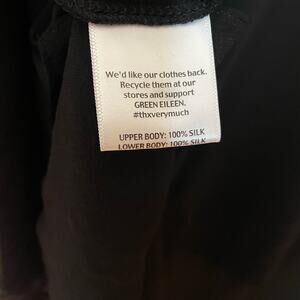 We'd like our clothes back.
Recycle them at our
stores and support
GREEN EILEEN.
#thxverymuch
UPPER BODY: 100% SILK
LOWER BODY: 100% SILK